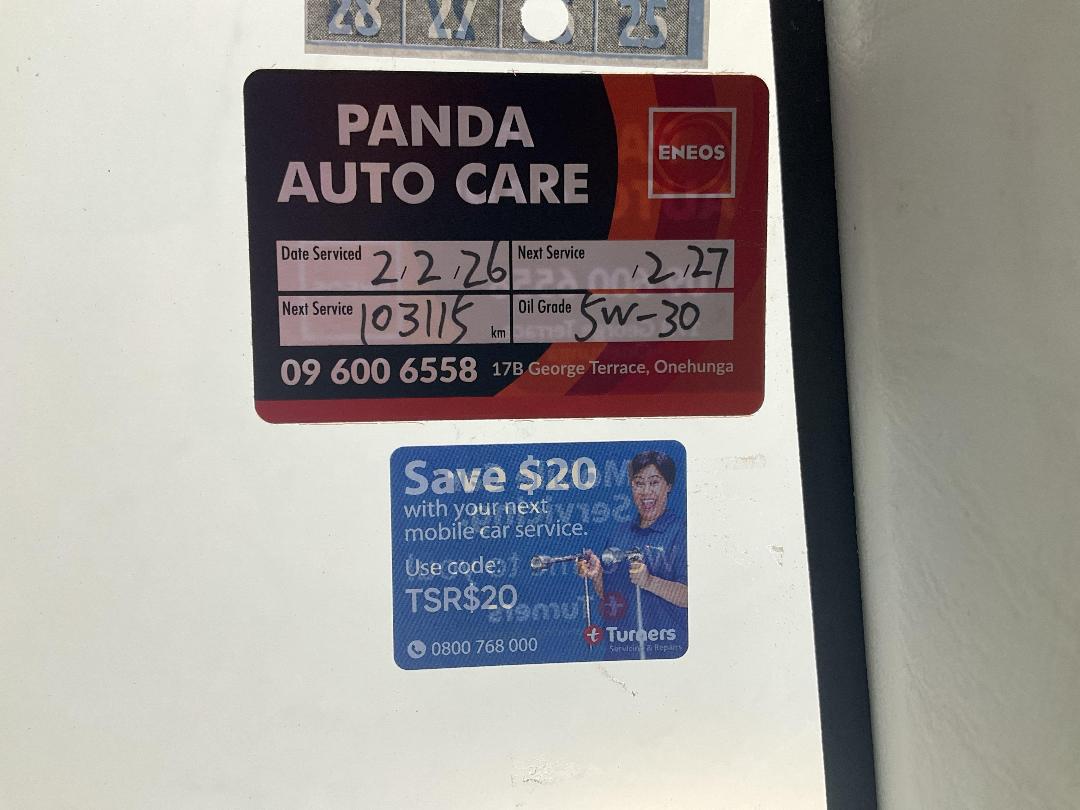 28 27 25
PANDA
AUTO CARE
ENEOS
Date Serviced 2.2.26 Next Service .2.27
Next Service 103115 km Oil Grade 5W-30
09 600 6558 17B George Terrace, Onehunga
Save $20
with your next
mobile car service.
Use code:
TSR$20
0800 768 000
Turners
Servicing & Repairs